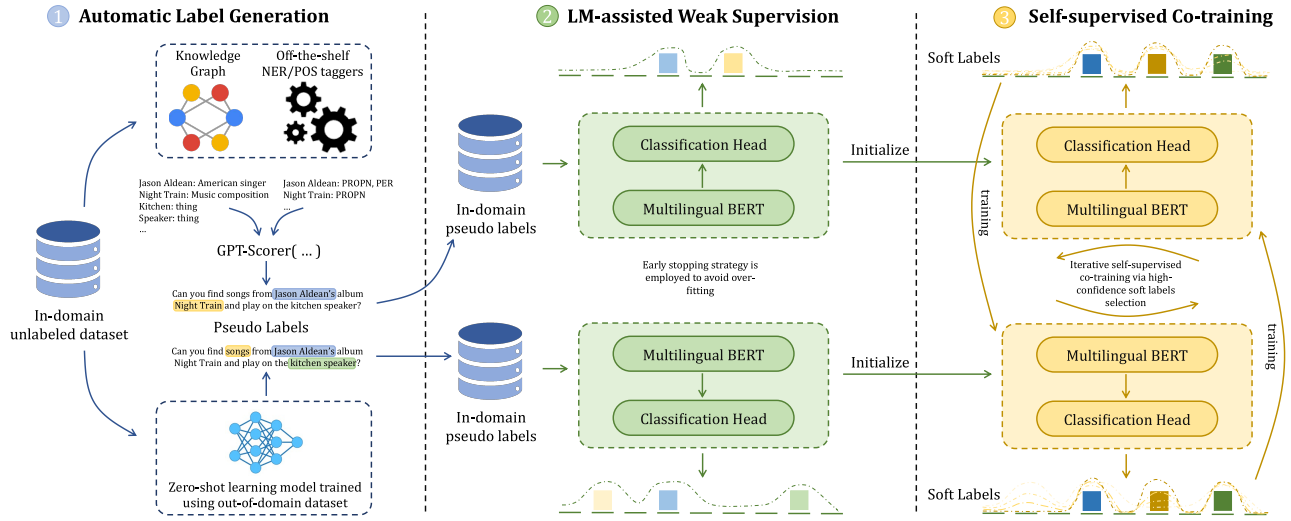 1 Automatic Label Generation
Knowledge
Graph
Off-the-shelf
NER/POS taggers
Jason Aldean: American singer
Night Train: Music composition
Kitchen: thing
Speaker: thing
...
Jason Aldean: PROPN, PER
Night Train: PROPN
...
GPT-Scorer( ... )
Can you find songs from Jason Aldean's album
Night Train and play on the kitchen speaker?
Pseudo Labels
Can you find songs from Jason Aldean's album
Night Train and play on the kitchen speaker?
In-domain
unlabeled dataset
Zero-shot learning model trained
using out-of-domain dataset
2 LM-assisted Weak Supervision
In-domain
pseudo labels
Classification Head
Multilingual BERT
Initialize
Early stopping strategy
is employed to avoid over-
fitting
In-domain
pseudo labels
Multilingual BERT
Classification Head
Initialize
3 Self-supervised Co-training
Soft Labels
Classification Head
Multilingual BERT
training
Iterative self-supervised
co-training via high-
confidence soft labels
selection
Multilingual BERT
Classification Head
training
Soft Labels